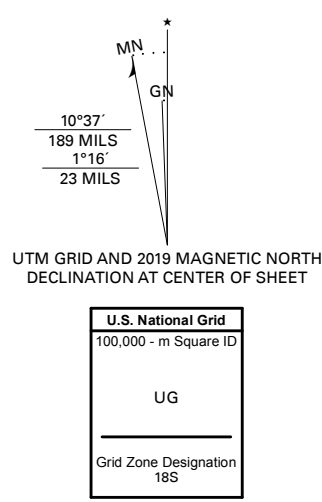 ★
MN
GN
10°37´
189 MILS
1°16´
23 MILS
UTM GRID AND 2019 MAGNETIC NORTH
DECLINATION AT CENTER OF SHEET
U.S. National Grid
100,000 - m Square ID
UG
Grid Zone Designation
18S